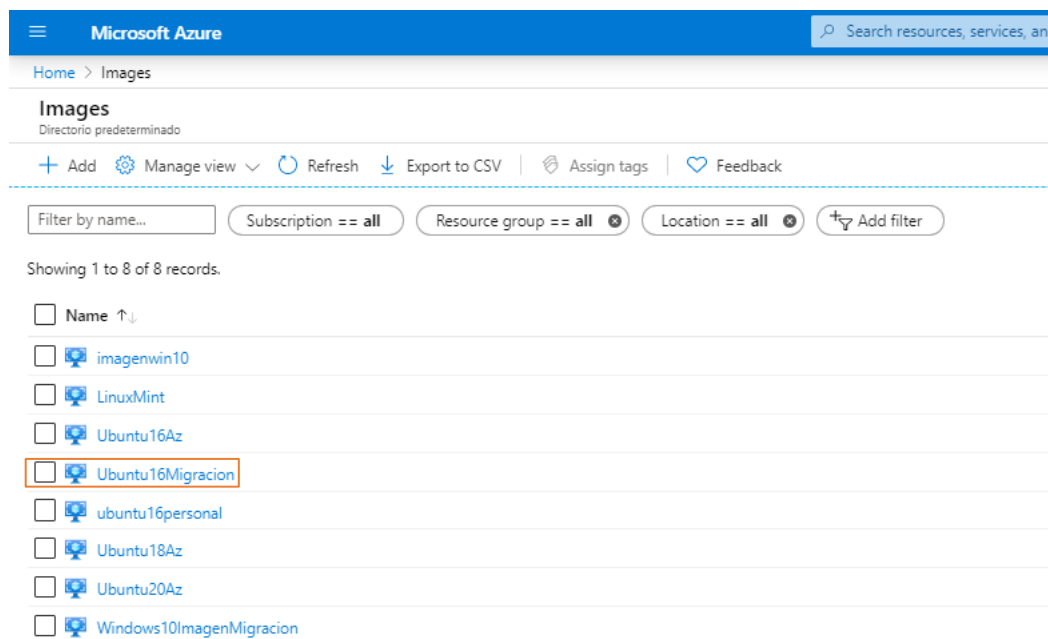 Microsoft Azure Search resources, services, an
Home > Images
Images
Directorio predeterminado
Add Manage view Refresh Export to CSV Assign tags Feedback
Filter by name... Subscription == all Resource group == all Location == all Add filter
Showing 1 to 8 of 8 records.
Name ↑↓
imagenwin10
LinuxMint
Ubuntu16Az
Ubuntu16Migracion
ubuntu16personal
Ubuntu18Az
Ubuntu20Az
Windows10ImagenMigracion